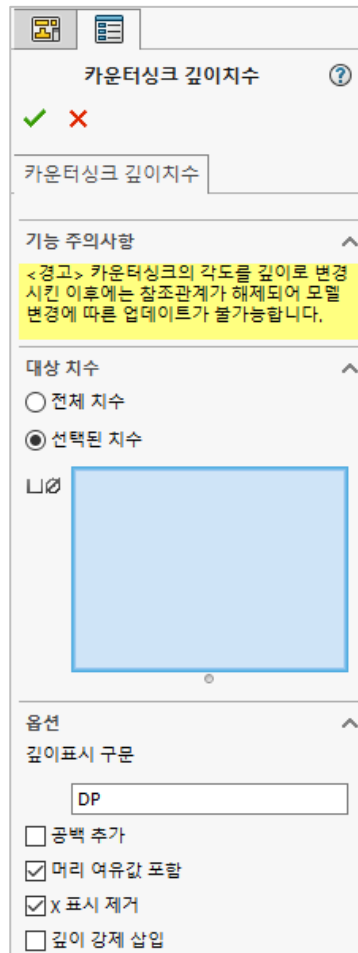 카운터싱크 깊이치수
카운터싱크 깊이치수
기능 주의사항
<경고> 카운터싱크의 각도를 깊이로 변경
시킨 이후에는 참조관계가 해제되어 모델
변경에 따른 업데이트가 불가능합니다.
대상 치수
전체 치수
선택된 치수
옵션
깊이표시 구문
DP
공백 추가
머리 여유값 포함
X 표시 제거
깊이 강제 삽입